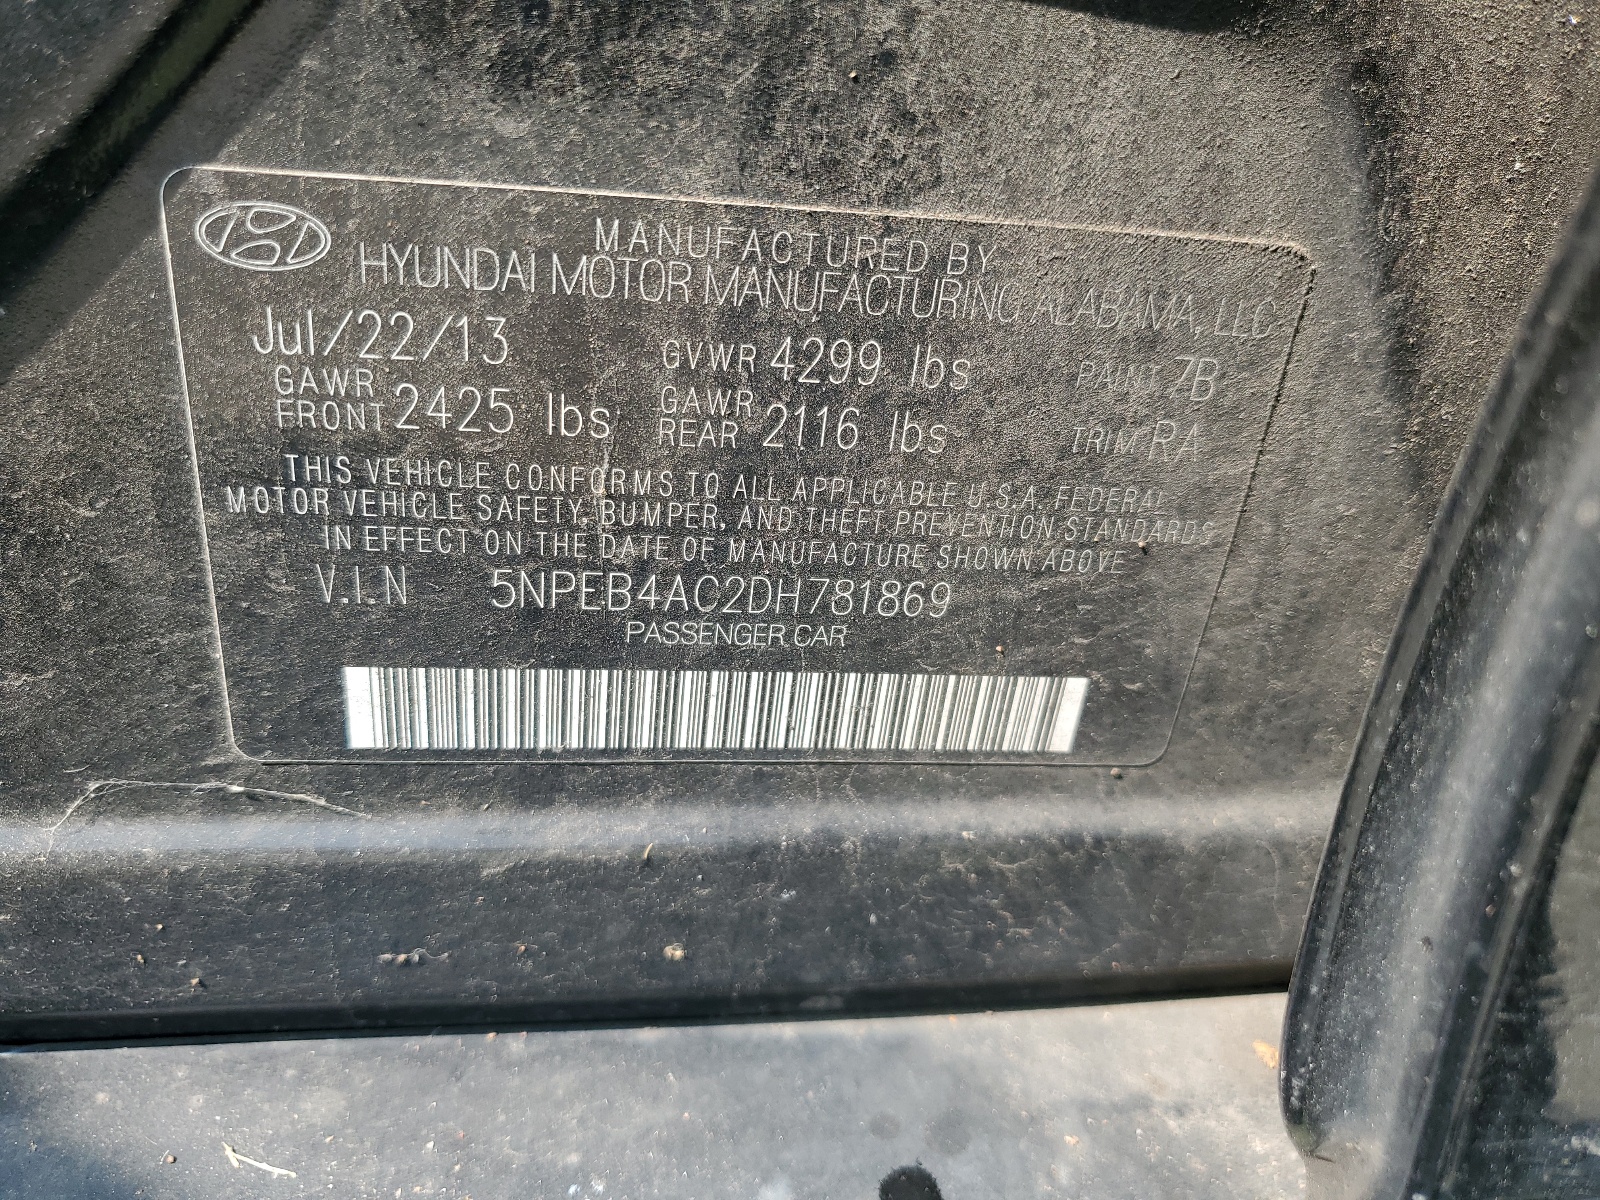 MANUFACTURED BY
HYUNDAI MOTOR MANUFACTURING ALABAMA, LLC
Jul/22/13 GVWR 4299 lbs PAINT 7B
GAWR FRONT 2425 lbs GAWR REAR 2116 lbs TRIM RA
THIS VEHICLE CONFORMS TO ALL APPLICABLE U.S.A. FEDERAL
MOTOR VEHICLE SAFETY, BUMPER, AND THEFT PREVENTION STANDARDS
IN EFFECT ON THE DATE OF MANUFACTURE SHOWN ABOVE
V.I.N 5NPEB4AC2DH781869
PASSENGER CAR